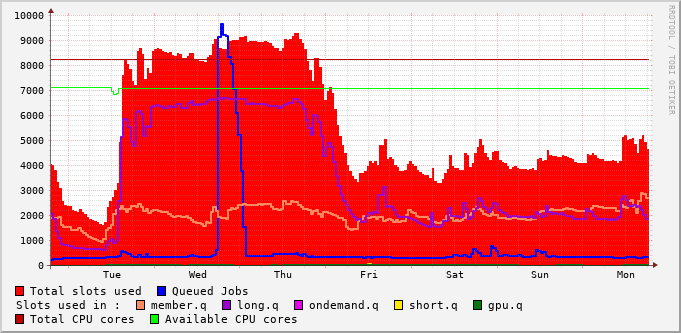 RRDTOOL / TOBI OETIKER
10000
9000
8000
7000
6000
5000
4000
3000
2000
1000
0
Tue Wed Thu Fri Sat Sun Mon
Total slots used Queued Jobs
Slots used in : member.q long.q ondemand.q short.q gpu.q
Total CPU cores Available CPU cores